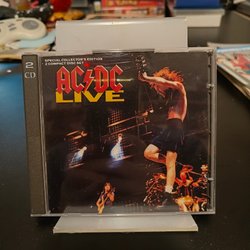 2
CD
SPECIAL COLLECTOR'S EDITION
2 COMPACT DISC SET
AC⚡DC
LIVE